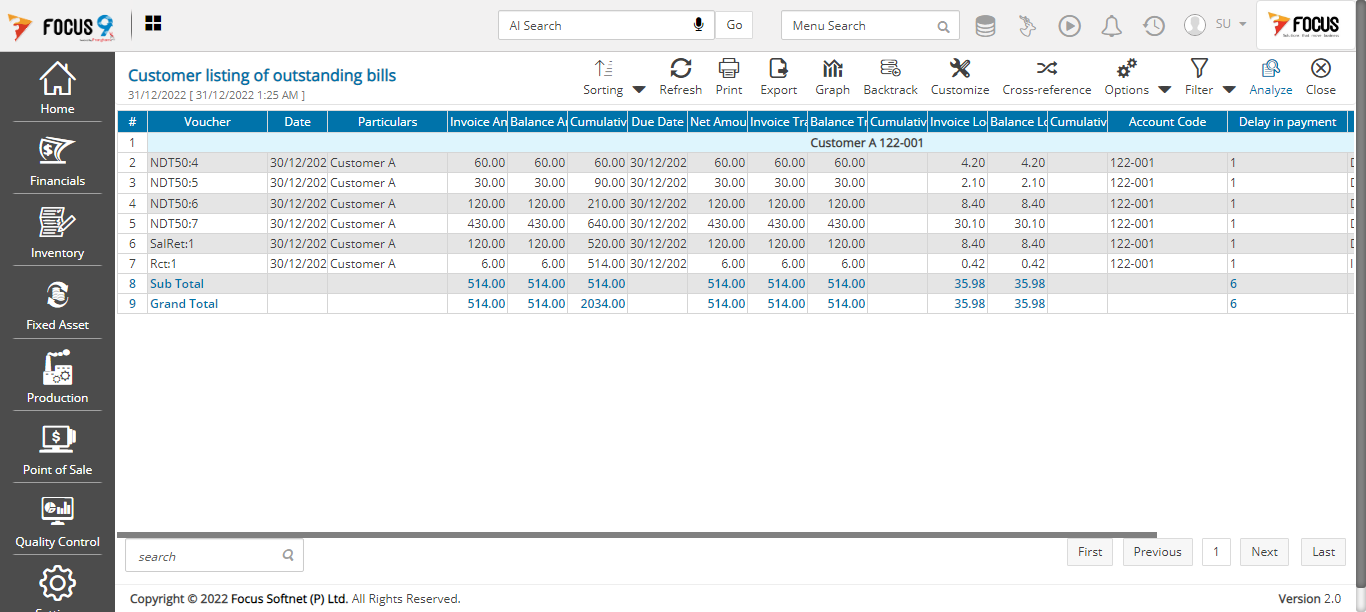 FOCUS 9
AI Search
Go
Menu Search
SU
FOCUS
Customer listing of outstanding bills
31/12/2022 [ 31/12/2022 1:25 AM ]
Sorting Refresh Print Export Graph Backtrack Customize Cross-reference Options Filter Analyze Close
Home
Financials
Inventory
Fixed Asset
Production
Point of Sale
Quality Control
# Voucher Date Particulars Invoice An Balance A Cumulativ Due Date Net Amou Invoice Tra Balance Tr Cumulativ Invoice Lo Balance Lo Cumulativ Account Code Delay in payment
1 Customer A 122-001
2 NDT50:4 30/12/202 Customer A 60.00 60.00 60.00 30/12/202 60.00 60.00 60.00 4.20 4.20 122-001 1
3 NDT50:5 30/12/202 Customer A 30.00 30.00 90.00 30/12/202 30.00 30.00 30.00 2.10 2.10 122-001 1
4 NDT50:6 30/12/202 Customer A 120.00 120.00 210.00 30/12/202 120.00 120.00 120.00 8.40 8.40 122-001 1
5 NDT50:7 30/12/202 Customer A 430.00 430.00 640.00 30/12/202 430.00 430.00 430.00 30.10 30.10 122-001 1
6 SalRet:1 30/12/202 Customer A 120.00 120.00 520.00 30/12/202 120.00 120.00 120.00 8.40 8.40 122-001 1
7 Rct:1 30/12/202 Customer A 6.00 6.00 514.00 30/12/202 6.00 6.00 6.00 0.42 0.42 122-001 1
8 Sub Total 514.00 514.00 514.00 514.00 514.00 514.00 35.98 35.98 6
9 Grand Total 514.00 514.00 2034.00 514.00 514.00 514.00 35.98 35.98 6
search
First Previous 1 Next Last
Copyright © 2022 Focus Softnet (P) Ltd. All Rights Reserved.
Version 2.0